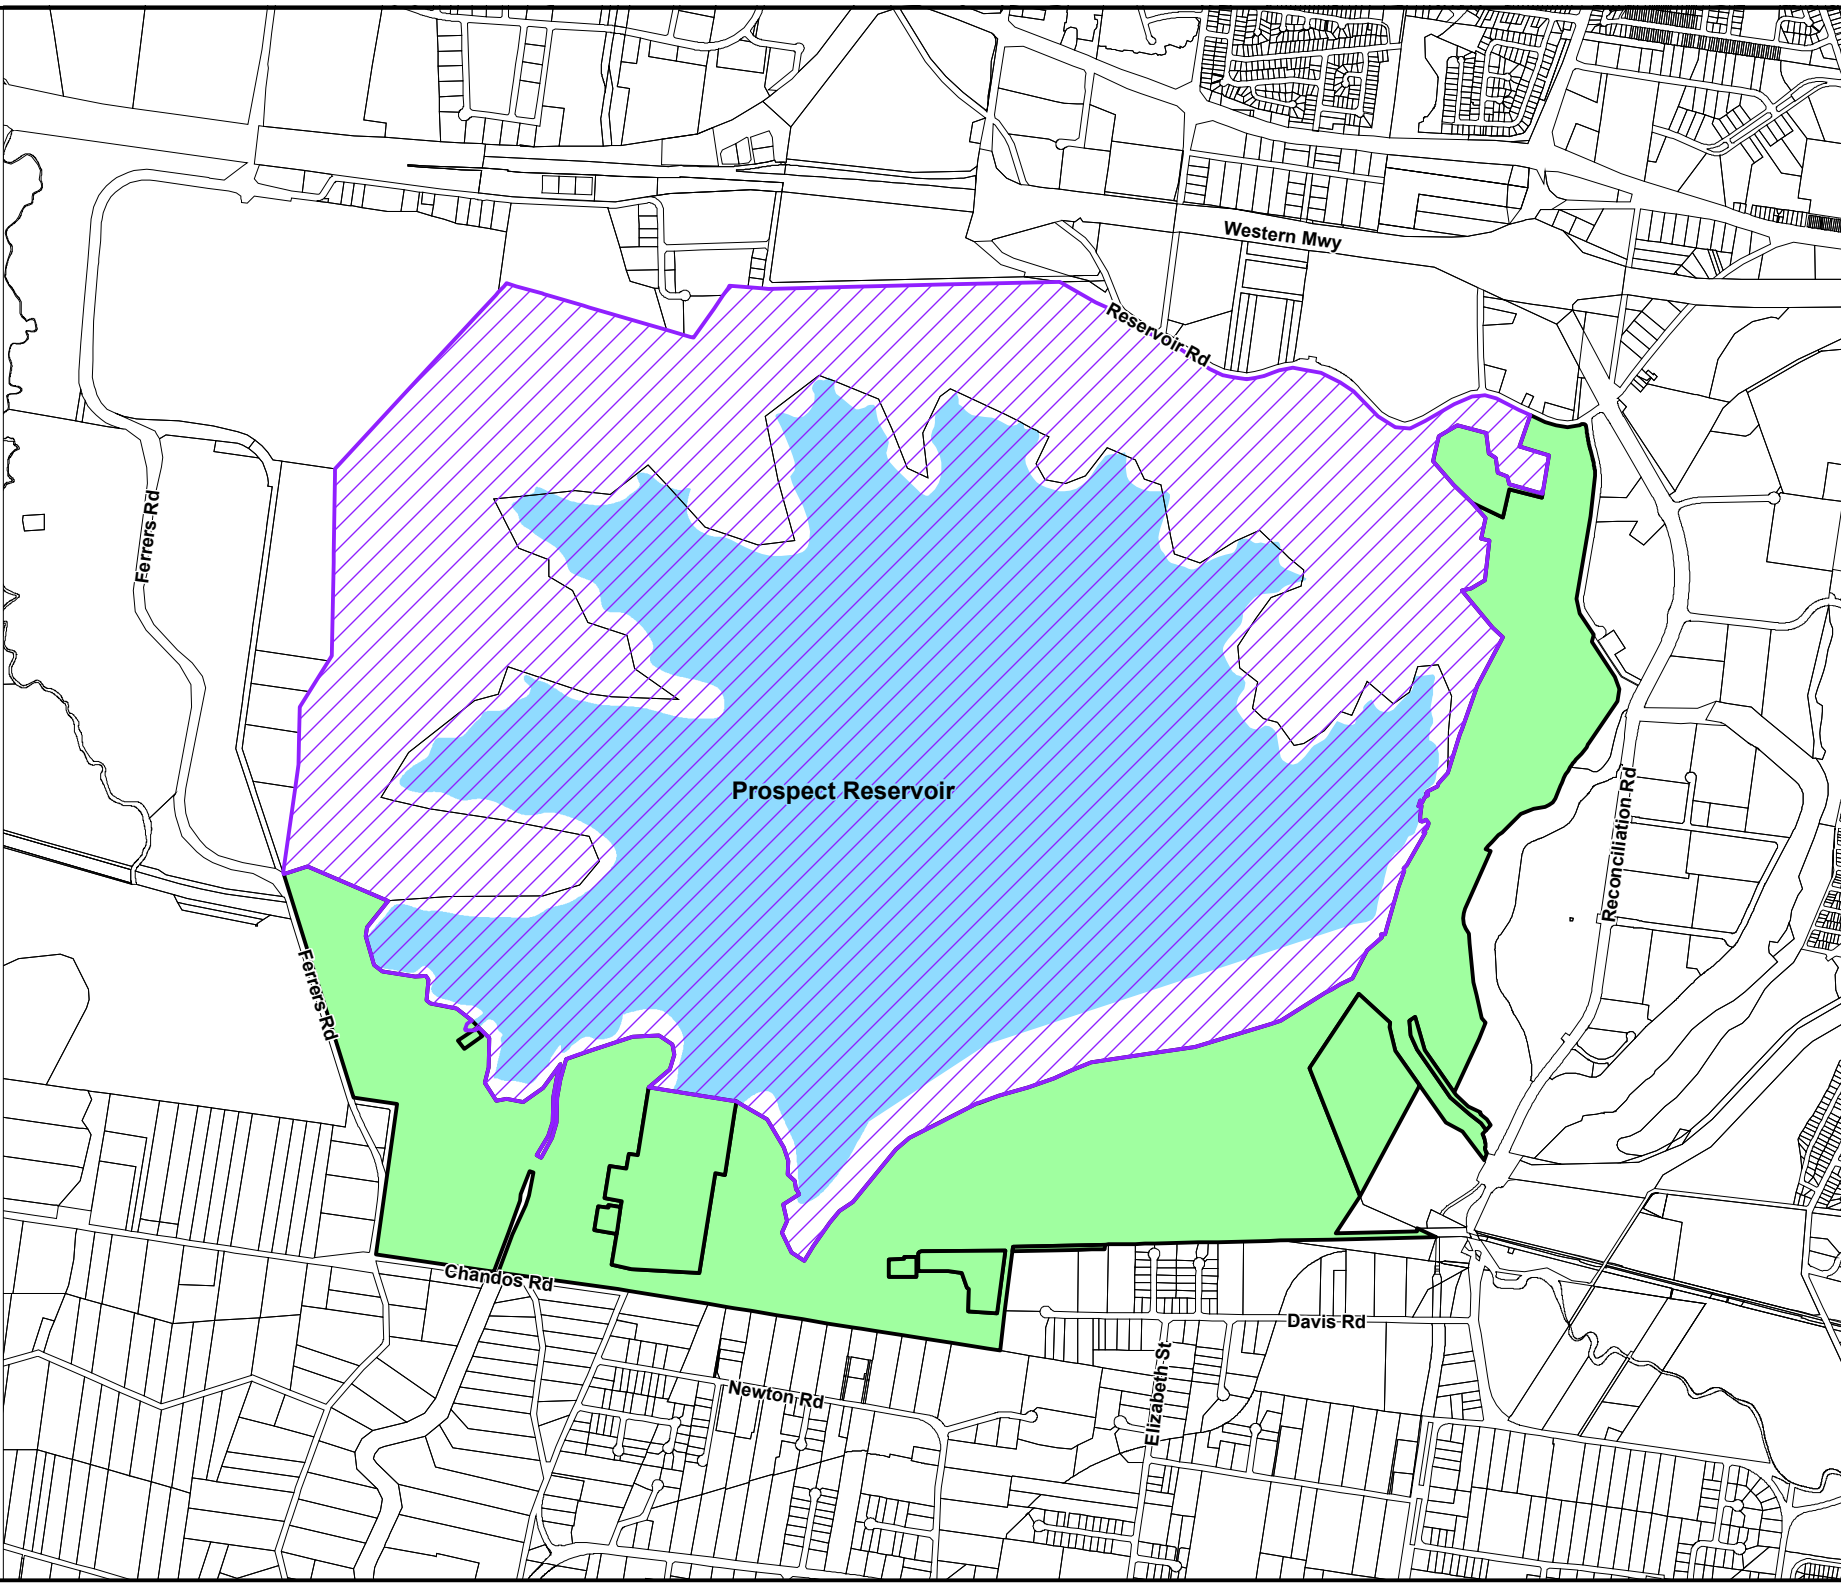 Western Mwy
Reservoir Rd
Ferrers Rd
Prospect Reservoir
Reconciliation Rd
Ferrers Rd
Chandos Rd
Davis Rd
Elizabeth St
Newton Rd